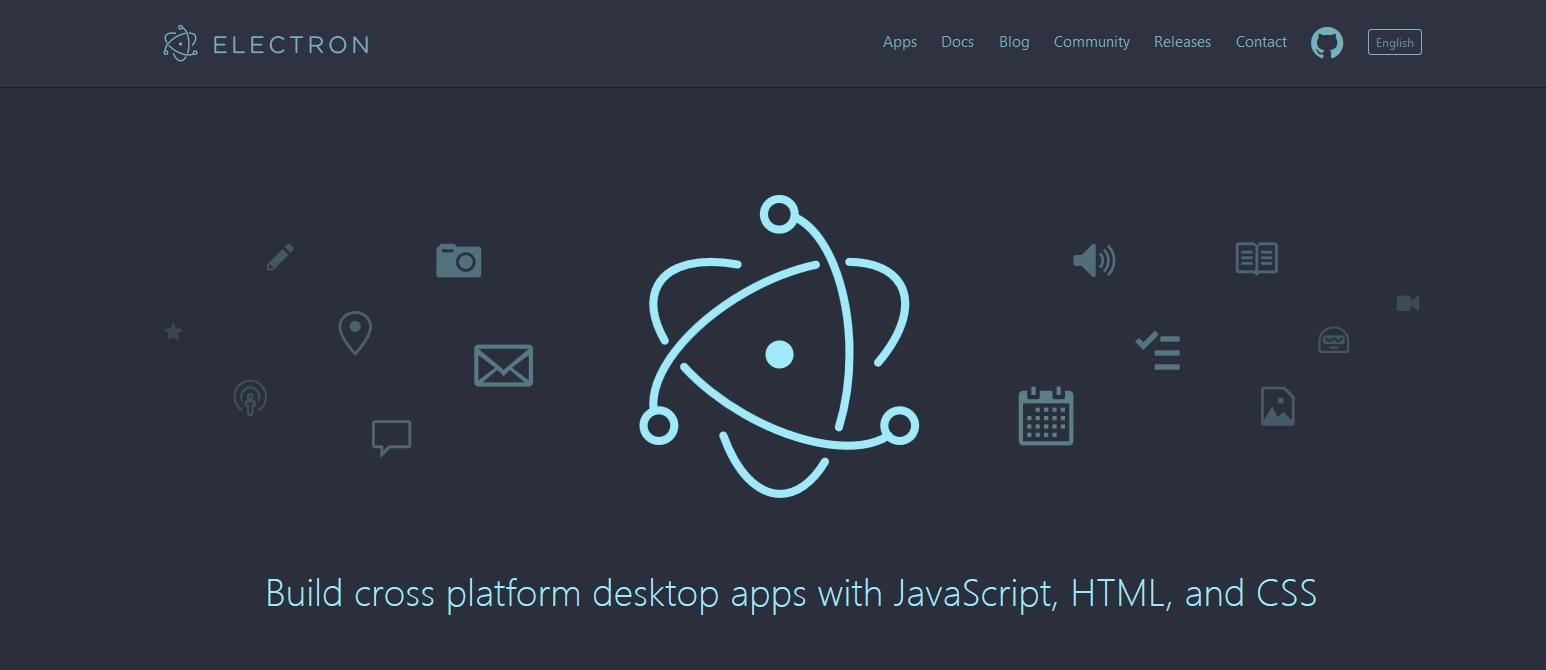 ELECTRON
Apps Docs Blog Community Releases Contact English
Build cross platform desktop apps with JavaScript, HTML, and CSS